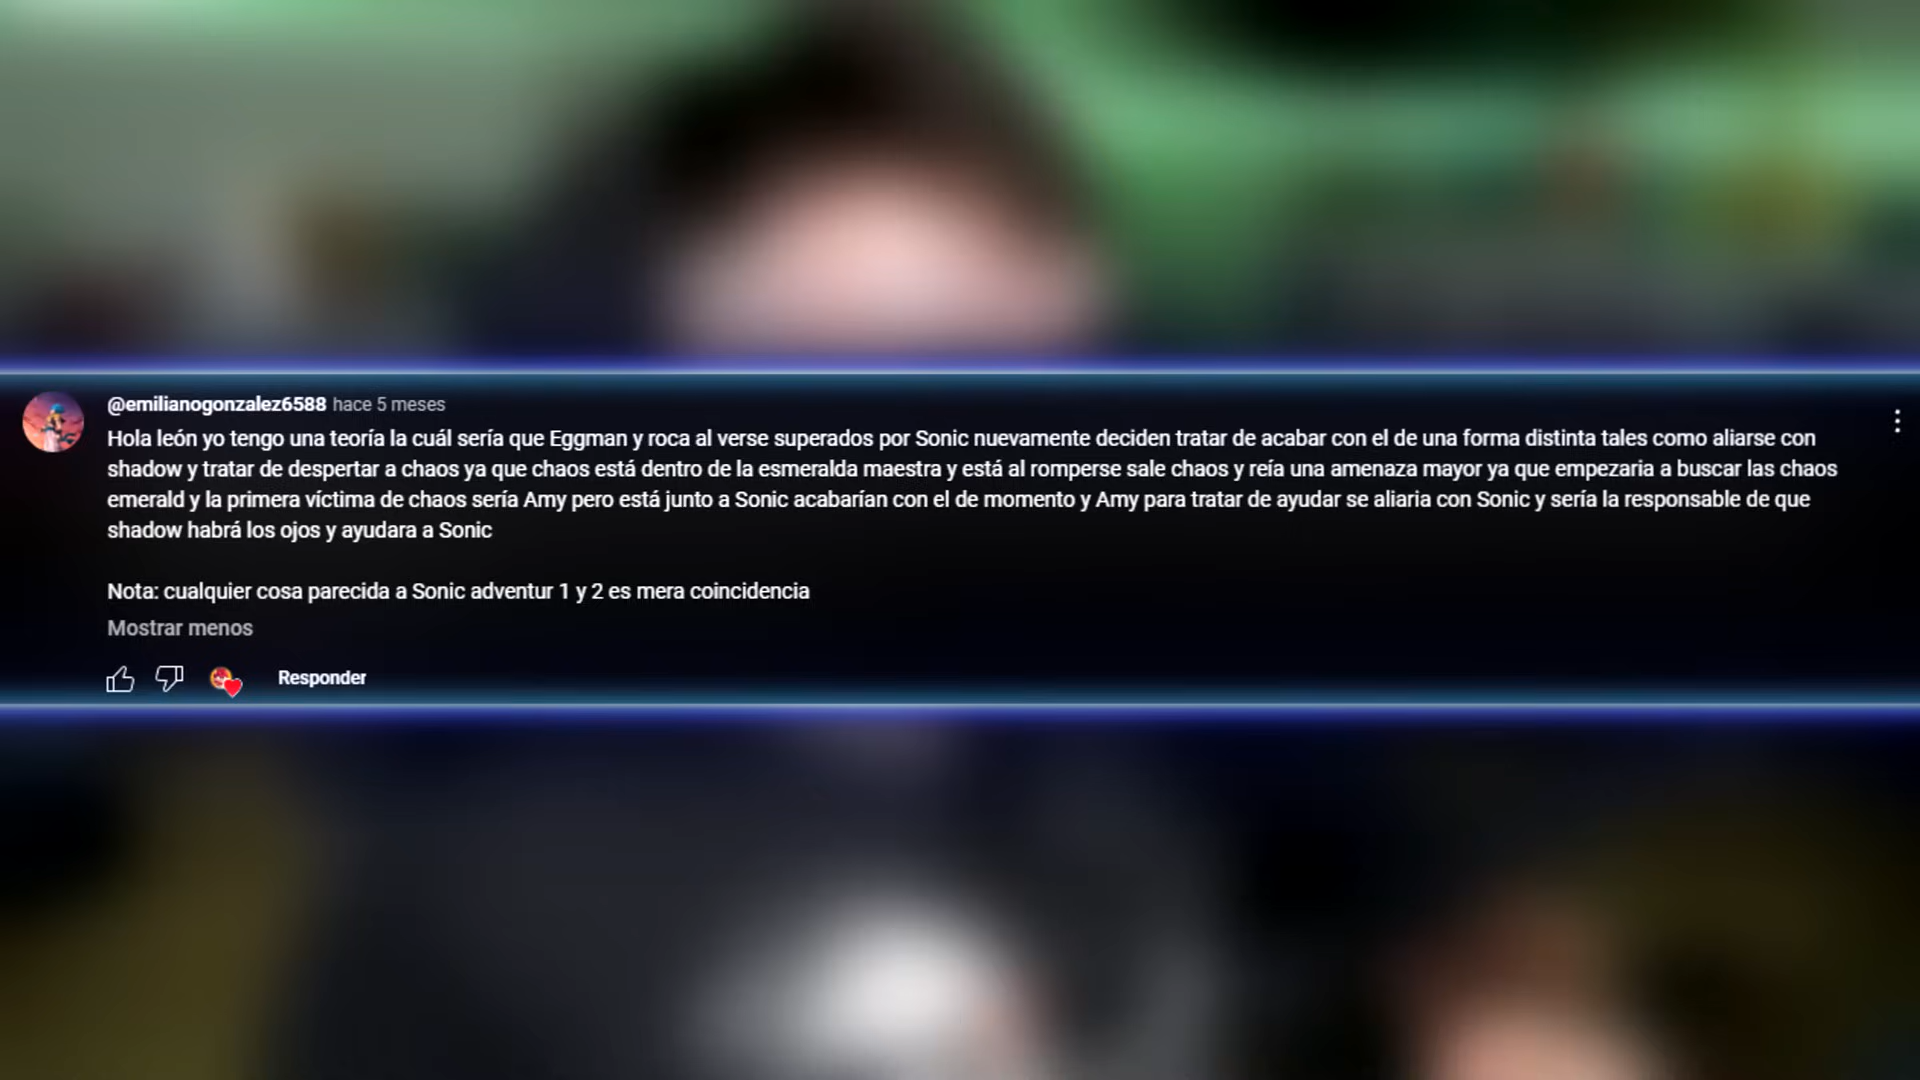 @emilianogonzalez6588 hace 5 meses
Hola león yo tengo una teoría la cuál sería que Eggman y roca al verse superados por Sonic nuevamente deciden tratar de acabar con el de una forma distinta tales como aliarse con
shadow y tratar de despertar a chaos ya que chaos está dentro de la esmeralda maestra y está al romperse sale chaos y reía una amenaza mayor ya que empezaria a buscar las chaos
emerald y la primera víctima de chaos sería Amy pero está junto a Sonic acabarían con el de momento y Amy para tratar de ayudar se aliaria con Sonic y sería la responsable de que
shadow habrá los ojos y ayudara a Sonic
Nota: cualquier cosa parecida a Sonic adventur 1 y 2 es mera coincidencia
Mostrar menos
Responder